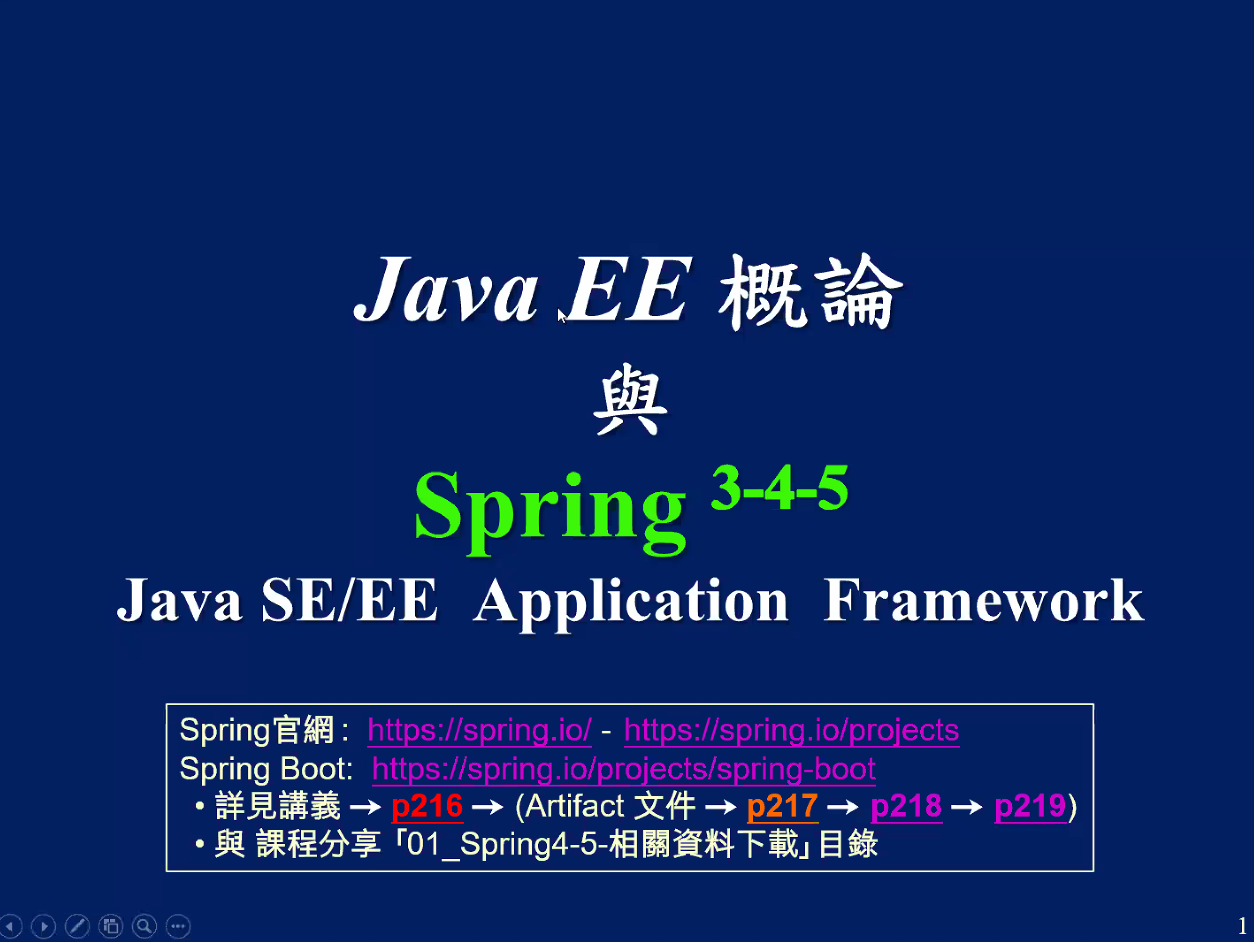 Java EE 概論
與
Spring 3-4-5
Java SE/EE Application Framework
Spring官網 : https://spring.io/ - https://spring.io/projects
Spring Boot: https://spring.io/projects/spring-boot
• 詳見講義 → p216 → (Artifact 文件 → p217 → p218 → p219)
• 與 課程分享「01_Spring4-5-相關資料下載」目錄
1